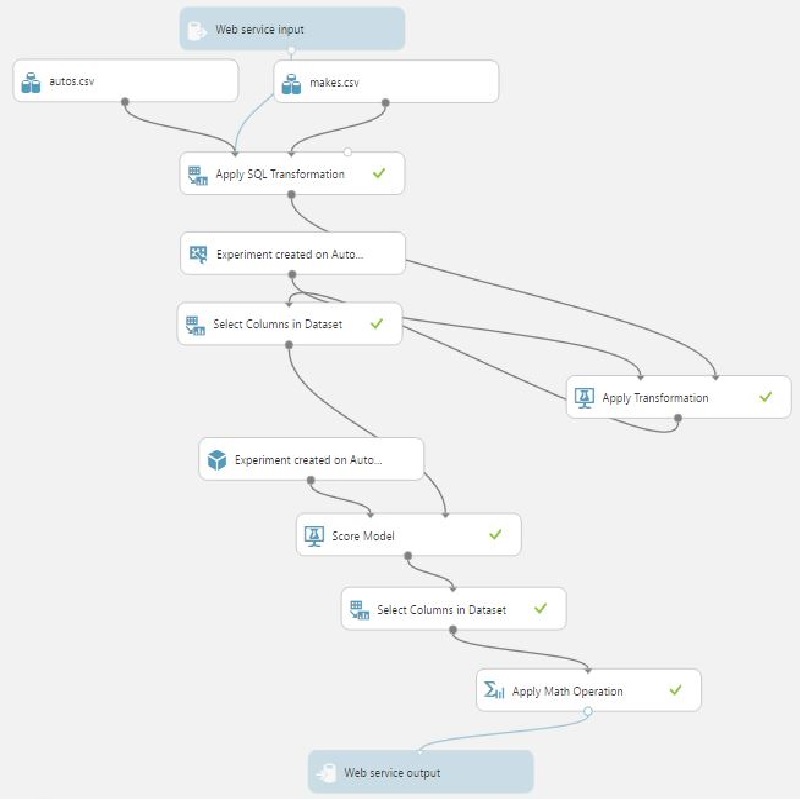 Web service input
autos.csv
makes.csv
Apply SQL Transformation
Experiment created on Auto...
Select Columns in Dataset
Apply Transformation
Experiment created on Auto...
Score Model
Select Columns in Dataset
Apply Math Operation
Web service output